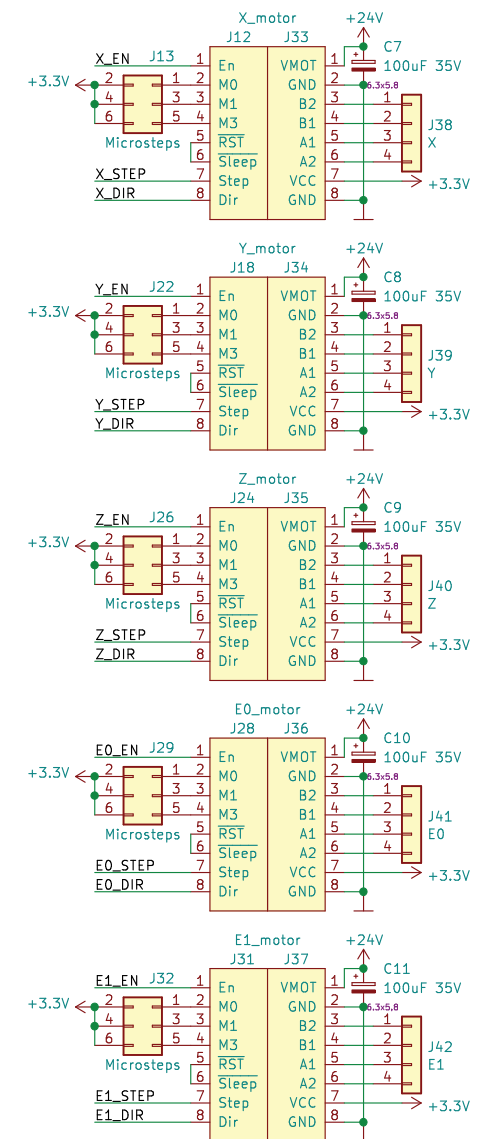 X_motor +24V
J12 J33 C7
X_EN J13 1 En VMOT 1 100uF 35V
+3.3V 2 1 2 M0 GND 2 6.3x5.8
4 3 3 M1 B2 3 1 J38
6 5 4 M3 B1 4 2 X
Microsteps 5 RST A1 5 3
6 Sleep A2 6 4
X_STEP 7 Step VCC 7 +3.3V
X_DIR 8 Dir GND 8
Y_motor +24V
J18 J34 C8
Y_EN J22 1 En VMOT 1 100uF 35V
+3.3V 2 1 2 M0 GND 2 6.3x5.8
4 3 3 M1 B2 3 1 J39
6 5 4 M3 B1 4 2 Y
Microsteps 5 RST A1 5 3
6 Sleep A2 6 4
Y_STEP 7 Step VCC 7 +3.3V
Y_DIR 8 Dir GND 8
Z_motor +24V
J24 J35 C9
Z_EN J26 1 En VMOT 1 100uF 35V
+3.3V 2 1 2 M0 GND 2 6.3x5.8
4 3 3 M1 B2 3 1 J40
6 5 4 M3 B1 4 2 Z
Microsteps 5 RST A1 5 3
6 Sleep A2 6 4
Z_STEP 7 Step VCC 7 +3.3V
Z_DIR 8 Dir GND 8
E0_motor +24V
J28 J36 C10
E0_EN J29 1 En VMOT 1 100uF 35V
+3.3V 2 1 2 M0 GND 2 6.3x5.8
4 3 3 M1 B2 3 1 J41
6 5 4 M3 B1 4 2 E0
Microsteps 5 RST A1 5 3
6 Sleep A2 6 4
E0_STEP 7 Step VCC 7 +3.3V
E0_DIR 8 Dir GND 8
E1_motor +24V
J31 J37 C11
E1_EN J32 1 En VMOT 1 100uF 35V
+3.3V 2 1 2 M0 GND 2 6.3x5.8
4 3 3 M1 B2 3 1 J42
6 5 4 M3 B1 4 2 E1
Microsteps 5 RST A1 5 3
6 Sleep A2 6 4
E1_STEP 7 Step VCC 7 +3.3V
E1_DIR 8 Dir GND 8